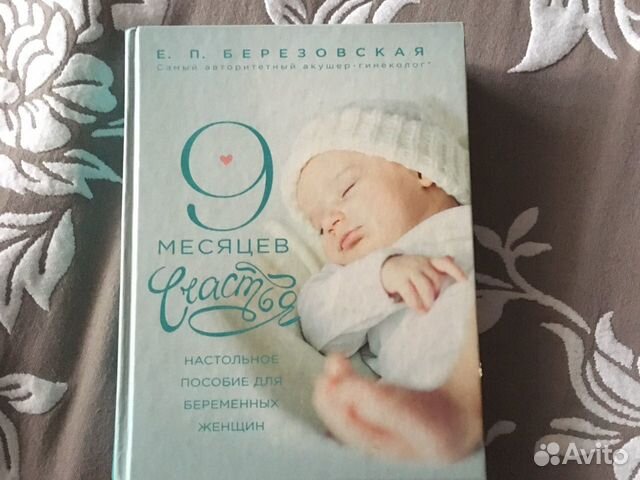 Е. П. БЕРЕЗОВСКАЯ
Самый авторитетный акушер-гинеколог*
9
МЕСЯЦЕВ
Счастья
НАСТОЛЬНОЕ
ПОСОБИЕ ДЛЯ
БЕРЕМЕННЫХ
ЖЕНЩИН
Avito